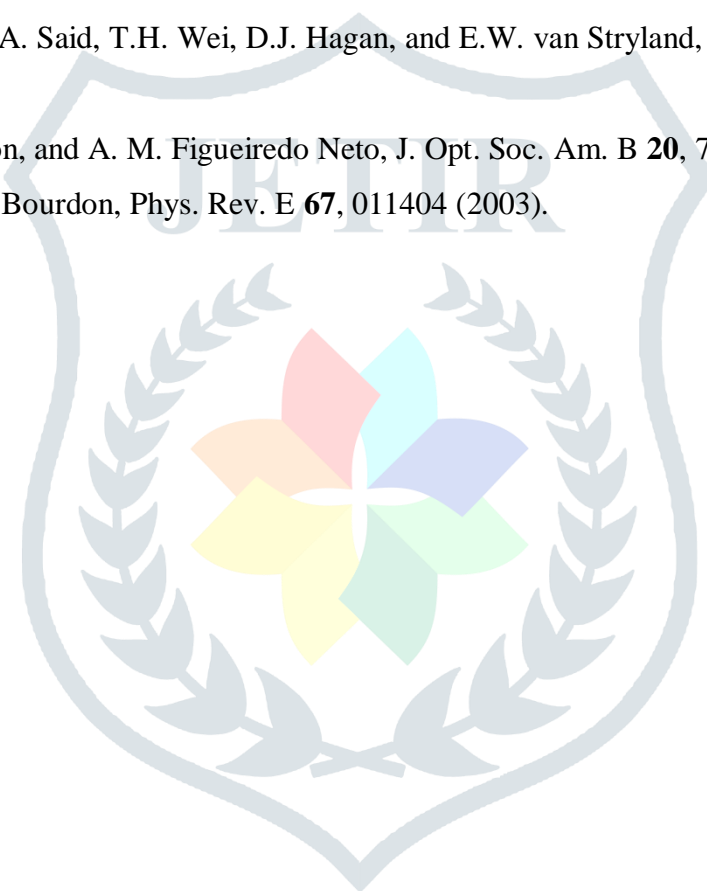 A. Said, T.H. Wei, D.J. Hagan, and E.W. van Stryland,
on, and A. M. Figueiredo Neto, J. Opt. Soc. Am. B 20, 7
Bourdon, Phys. Rev. E 67, 011404 (2003).
JETIR